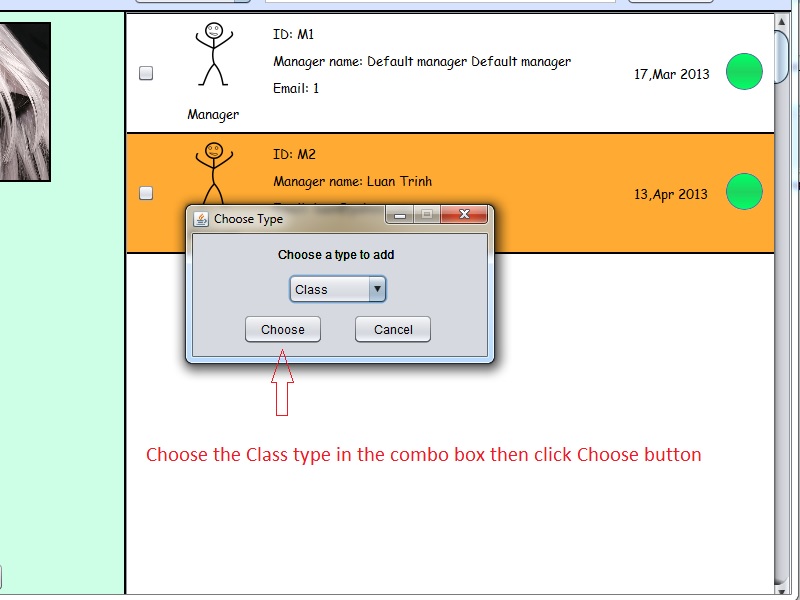 ID: M1
Manager name: Default manager Default manager
17,Mar 2013
Email: 1
Manager
ID: M2
Manager name: Luan Trinh
13,Apr 2013
Choose Type
Choose a type to add
Class
Choose
Cancel
Choose the Class type in the combo box then click Choose button